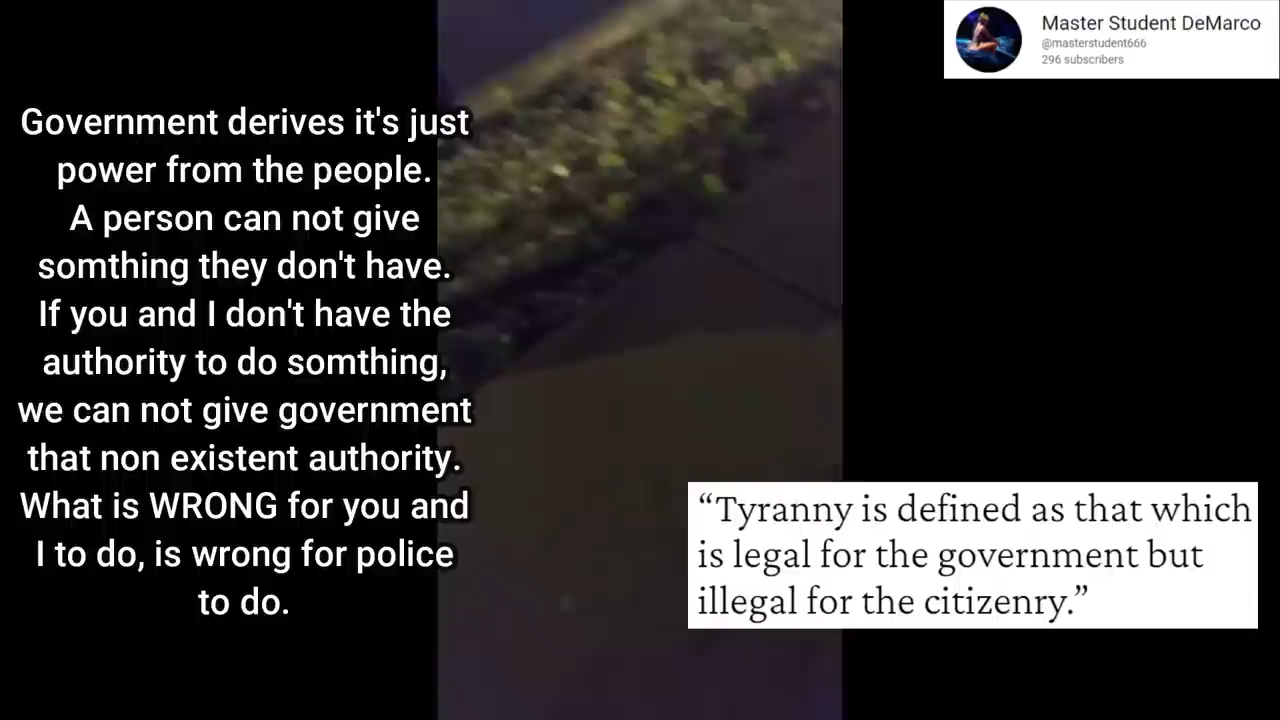 Master Student DeMarco
@masterstudent666
296 subscribers
Government derives it's just
power from the people.
A person can not give
somthing they don't have.
If you and I don't have the
authority to do somthing,
we can not give government
that non existent authority.
What is WRONG for you and
I to do, is wrong for police
to do.
“Tyranny is defined as that which
is legal for the government but
illegal for the citizenry.”